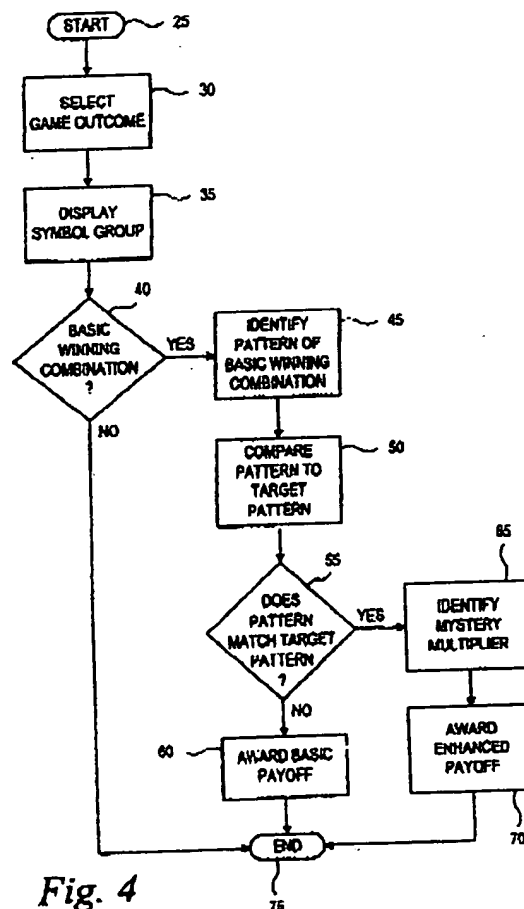 START
25
SELECT
GAME OUTCOME
30
DISPLAY
SYMBOL GROUP
35
BASIC
WINNING
COMBINATION
?
40
YES
NO
IDENTIFY
PATTERN OF
BASIC WINNING
COMBINATION
45
COMPARE
PATTERN TO
TARGET
PATTERN
50
DOES
PATTERN
MATCH TARGET
PATTERN
?
55
YES
NO
IDENTIFY
MYSTERY
MULTIPLIER
65
AWARD BASIC
PAYOFF
60
AWARD
ENHANCED
PAYOFF
70
END
75
Fig. 4